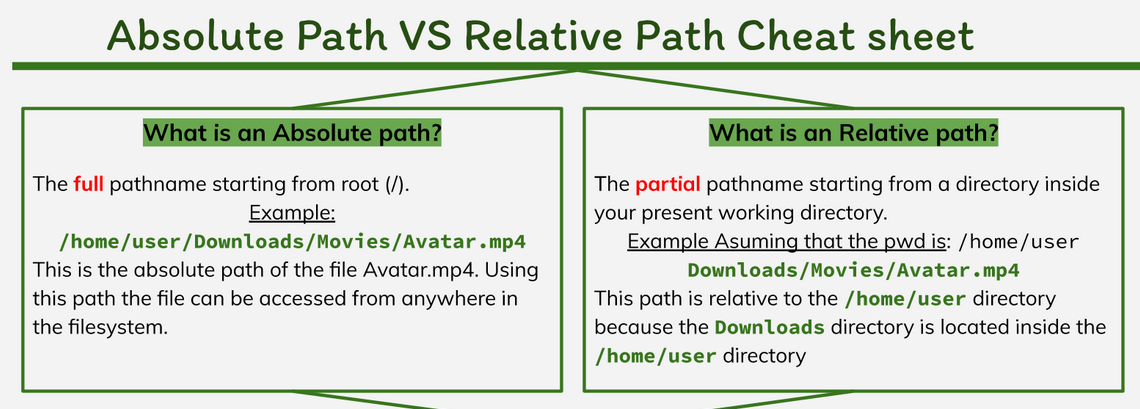 Absolute Path VS Relative Path Cheat sheet
What is an Absolute path?
The full pathname starting from root (/).
Example:
/home/user/Downloads/Movies/Avatar.mp4
This is the absolute path of the file Avatar.mp4. Using
this path the file can be accessed from anywhere in
the filesystem.
What is an Relative path?
The partial pathname starting from a directory inside
your present working directory.
Example Asuming that the pwd is: /home/user
Downloads/Movies/Avatar.mp4
This path is relative to the /home/user directory
because the Downloads directory is located inside the
/home/user directory